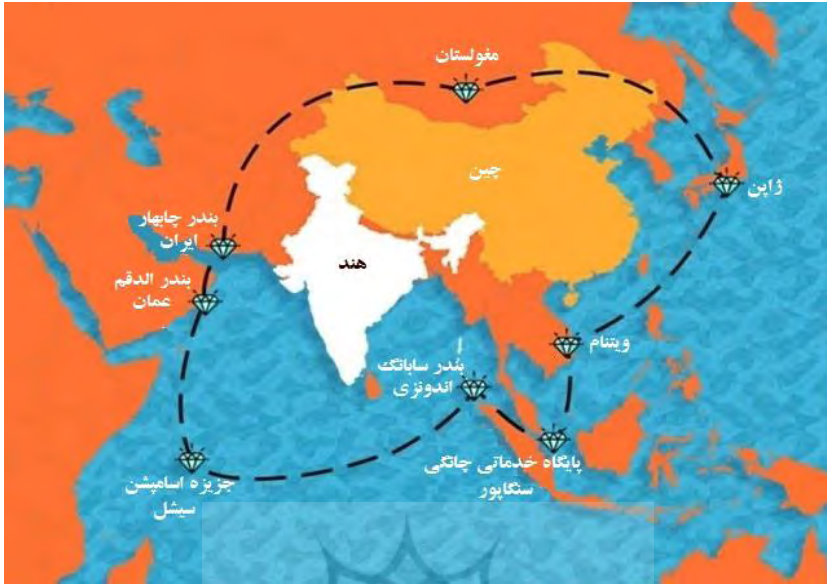 مغولستان
چین
ژاپن
بندر چابهار
ایران
هند
بندر الدقم
عمان
ویتنام
بندر سابانگ
اندونزی
پایگاه خدماتی چانگی
سنگاپور
جزیزه اسامپشن
سیشل